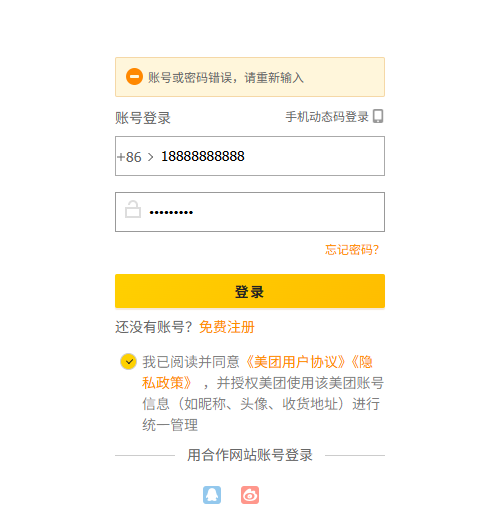 账号或密码错误，请重新输入
账号登录 手机动态码登录
+86 18888888888
•••••••••
忘记密码？
登录
还没有账号？免费注册
我已阅读并同意《美团用户协议》《隐
私政策》，并授权美团使用该美团账号
信息（如昵称、头像、收货地址）进行
统一管理
用合作网站账号登录